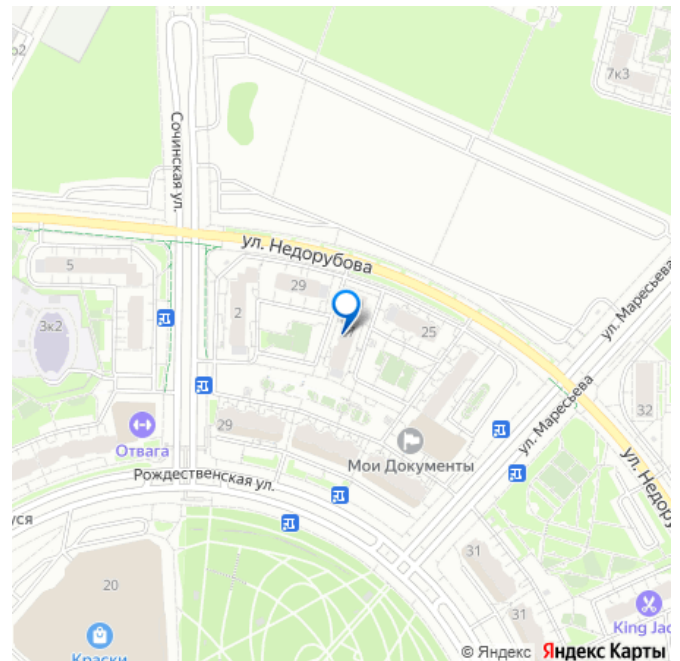 7к3
Сочинская ул.
ул. Недорубова
5
29
2
25
3к2
ул. Маресьева
ул. Маресьева
32
29
Отвага
Мои Документы
Рождественская ул.
ул. Недору
уся
31
20
31
King Jac
Краски
© Яндекс Яндекс Карты